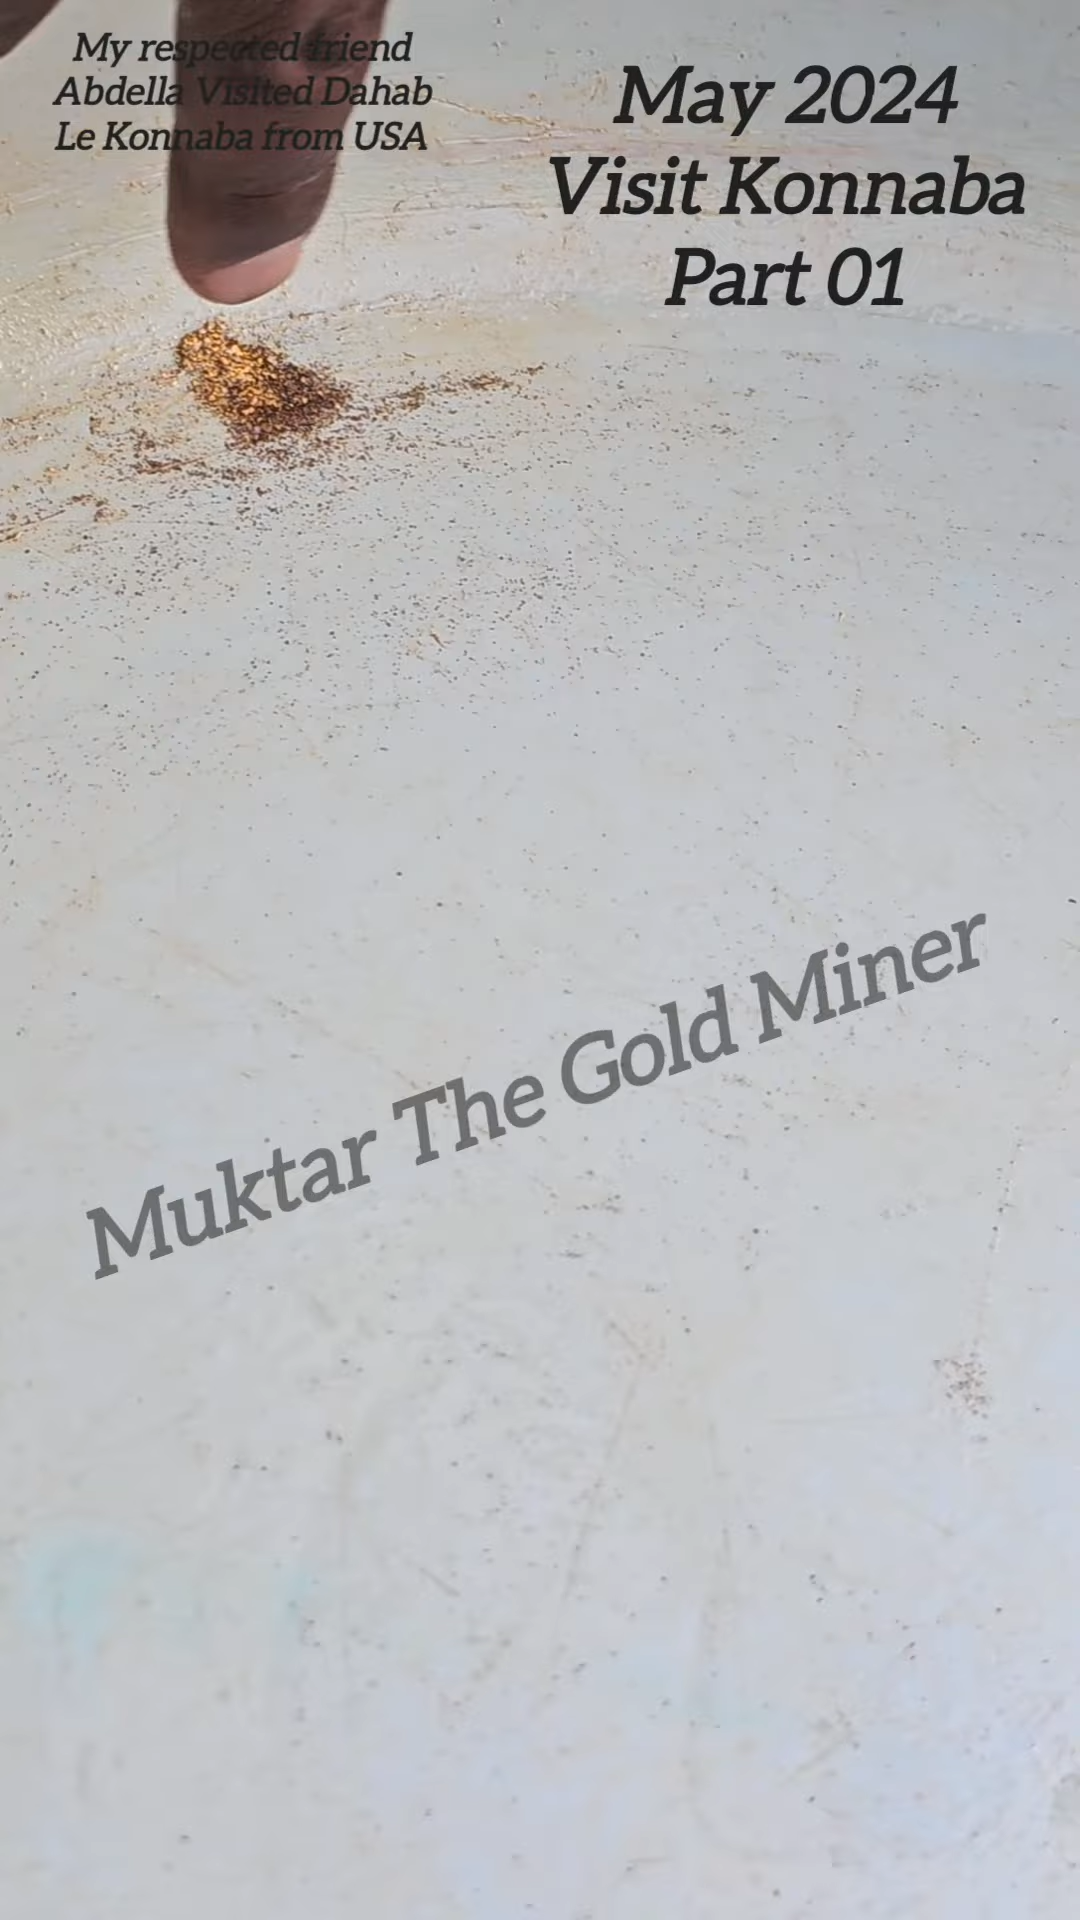 My respected friend
Abdella Visited Dahab
Le Konnaba from USA
May 2024
Visit Konnaba
Part 01
Muktar The Gold Miner